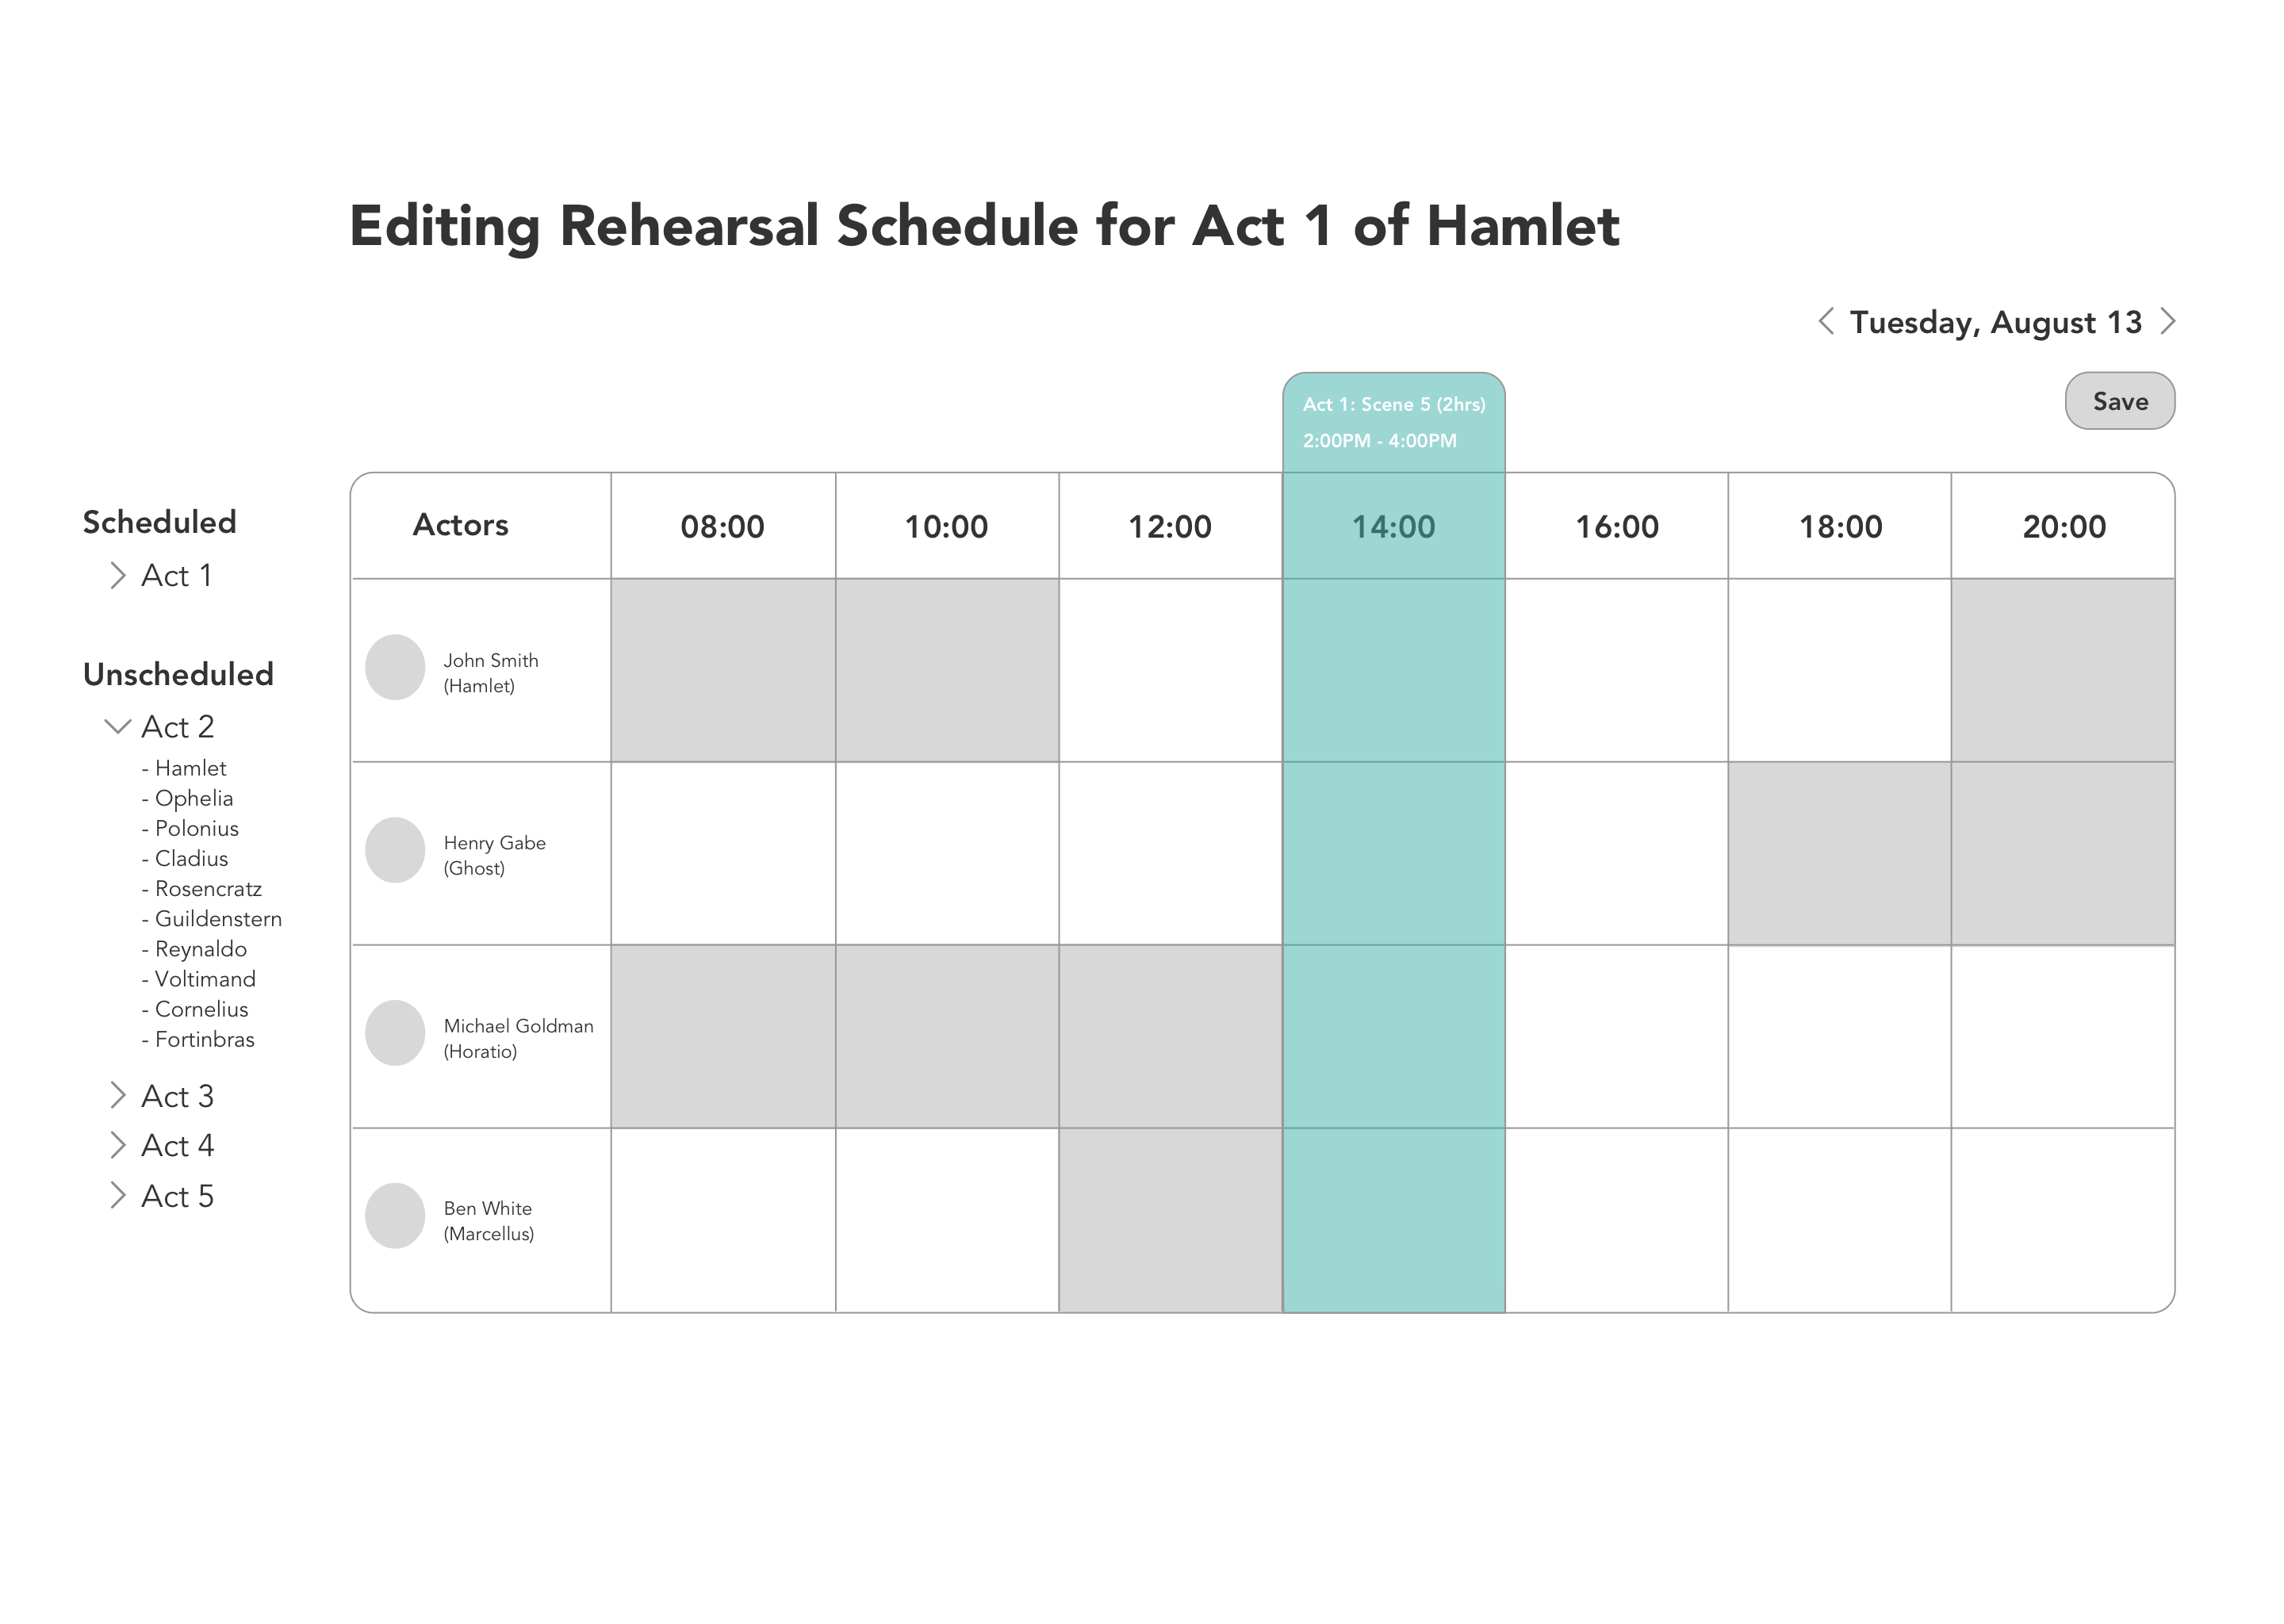 Editing Rehearsal Schedule for Act 1 of Hamlet
Tuesday, August 13
Save
Act 1: Scene 5 (2hrs)
2:00PM - 4:00PM
Scheduled
Act 1
Unscheduled
Act 2
- Hamlet
- Ophelia
- Polonius
- Cladius
- Rosencratz
- Guildenstern
- Reynaldo
- Voltimand
- Cornelius
- Fortinbras
Act 3
Act 4
Act 5
Actors 08:00 10:00 12:00 14:00 16:00 18:00 20:00
John Smith
(Hamlet)
Henry Gabe
(Ghost)
Michael Goldman
(Horatio)
Ben White
(Marcellus)